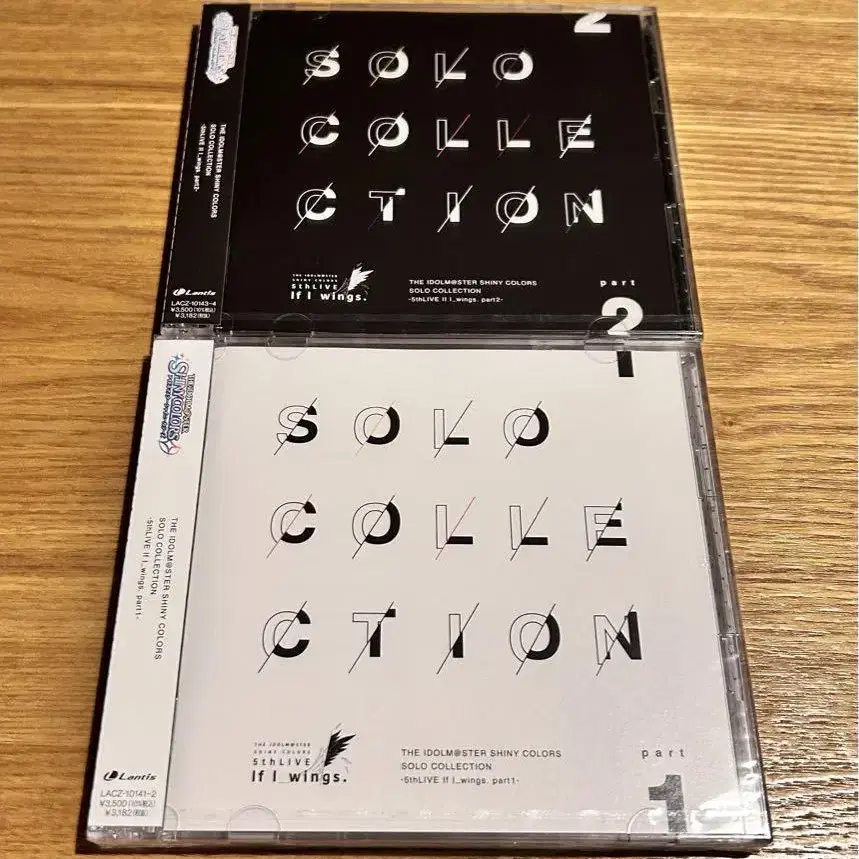 2
SOLO
COLLE
CTION
THE IDOLM@STER
SHINY COLORS
5thLIVE
If I_wings.
THE IDOLM@STER SHINY COLORS
SOLO COLLECTION
-5thLIVE If I_wings. part2-
part
2
THE IDOLM@STER SHINY COLORS
SOLO COLLECTION
-5thLIVE If I_wings. part2-
Lantis
LACZ-10143-4
¥3,500(10%税込)
¥3,182(税抜)
1
SOLO
COLLE
CTION
THE IDOLM@STER
SHINY COLORS
5thLIVE
If I_wings.
THE IDOLM@STER SHINY COLORS
SOLO COLLECTION
-5thLIVE If I_wings. part1-
part
1
THE IDOLM@STER
SHINY COLORS
THE IDOLM@STER SHINY COLORS
SOLO COLLECTION
-5thLIVE If I_wings. part1-
Lantis
LACZ-10141-2
¥3,500(10%税込)
¥3,182(税抜)